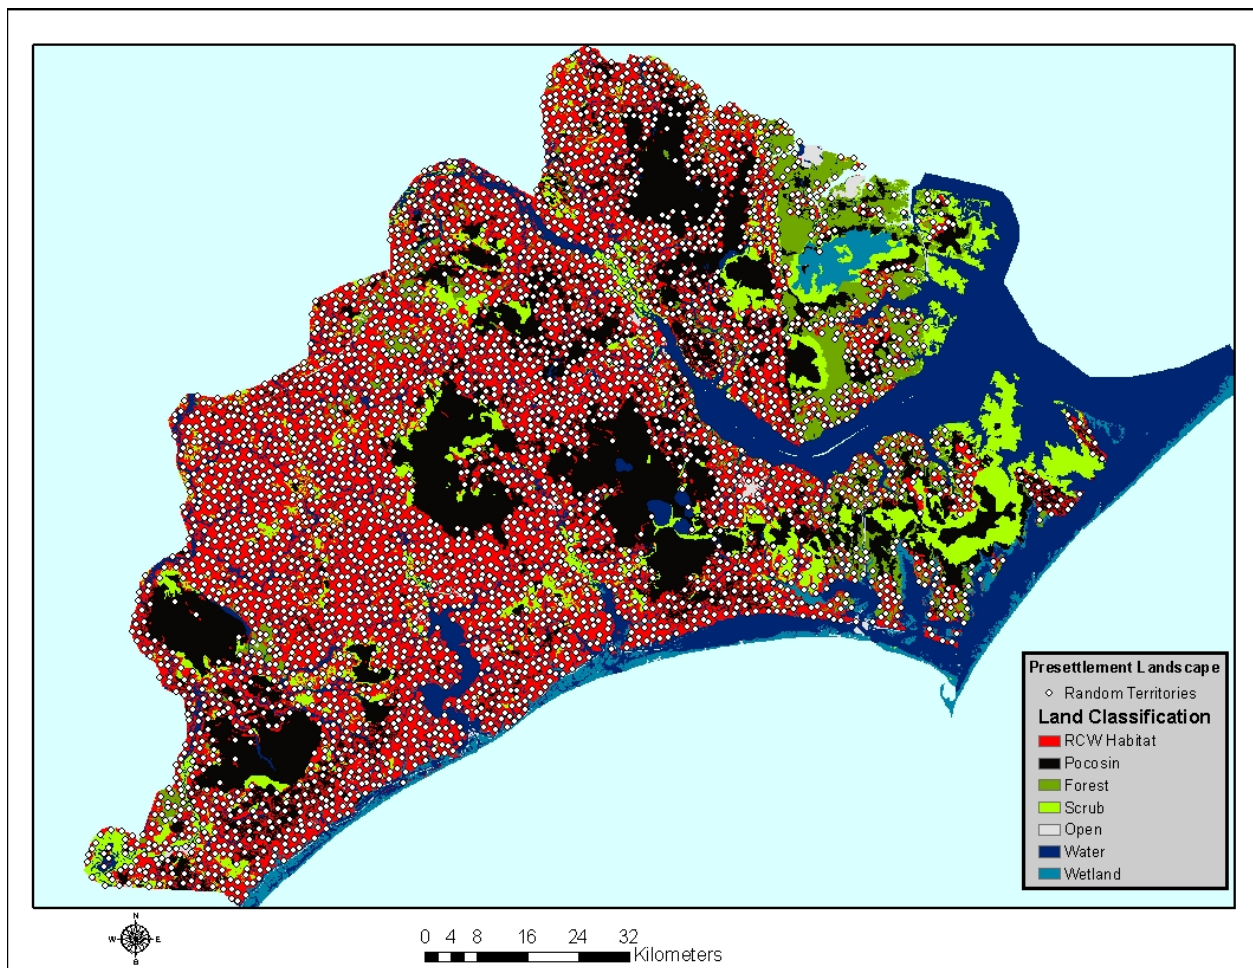 Presettlement Landscape
Random Territories
Land Classification
RCW Habitat
Pocosin
Forest
Scrub
Open
Water
Wetland
N
W E
S
0 4 8 16 24 32
Kilometers